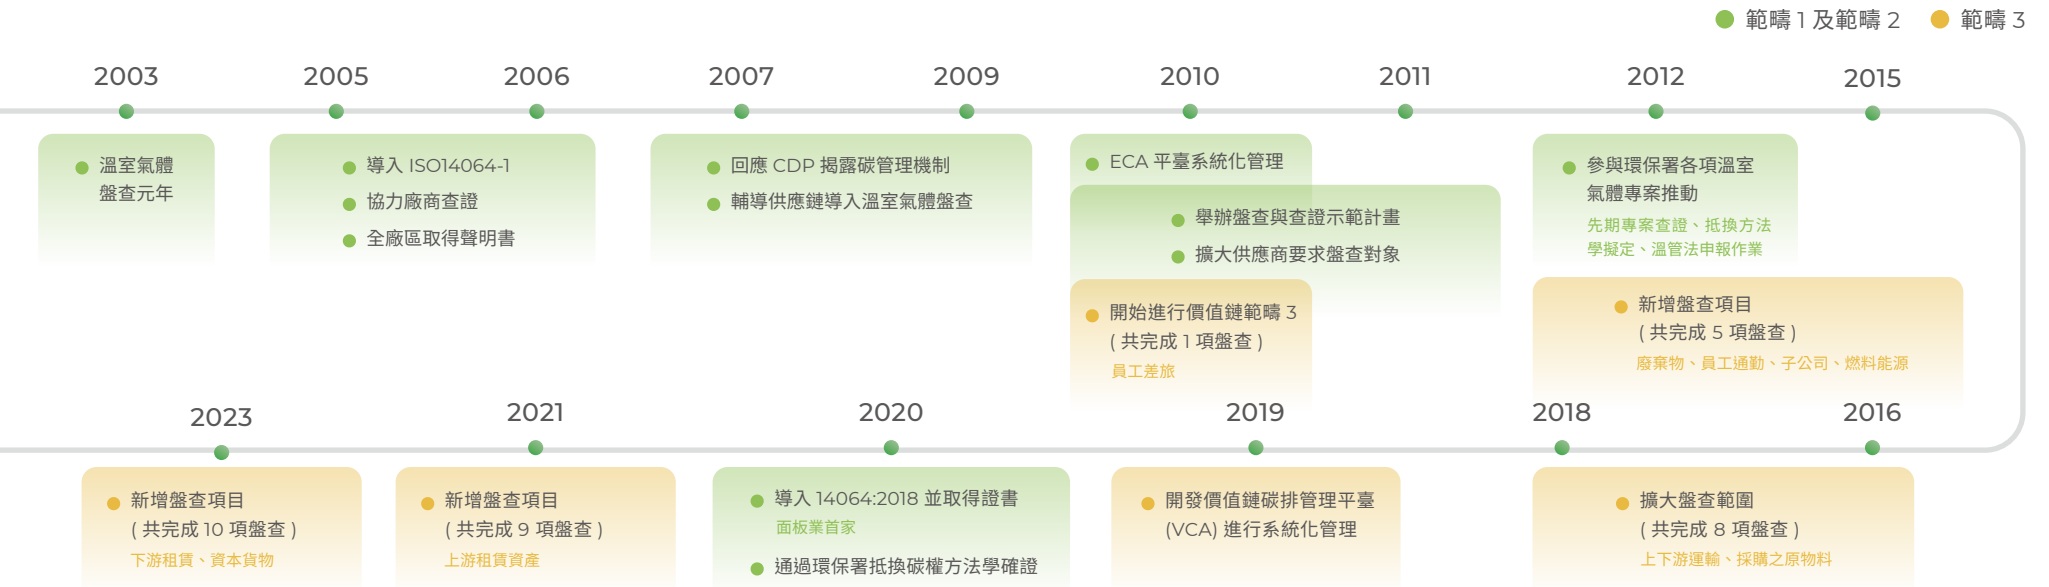 範疇 1 及範疇 2
範疇 3
2003
2005
2006
2007
2009
2010
2011
2012
2015
溫室氣體
盤查元年
導入 ISO14064-1
協力廠商查證
全廠區取得聲明書
回應 CDP 揭露碳管理機制
輔導供應鏈導入溫室氣體盤查
ECA 平臺系統化管理
舉辦盤查與查證示範計畫
擴大供應商要求盤查對象
開始進行價值鏈範疇 3
( 共完成 1 項盤查 )
員工差旅
參與環保署各項溫室
氣體專案推動
先期專案查證、抵換方法
學擬定、溫管法申報作業
新增盤查項目
( 共完成 5 項盤查 )
廢棄物、員工通勤、子公司、燃料能源
2023
2021
2020
2019
2018
2016
新增盤查項目
( 共完成 10 項盤查 )
下游租賃、資本貨物
新增盤查項目
( 共完成 9 項盤查 )
上游租賃資產
導入 14064:2018 並取得證書
面板業首家
通過環保署抵換碳權方法學確證
開發價值鏈碳排管理平臺
(VCA) 進行系統化管理
擴大盤查範圍
( 共完成 8 項盤查 )
上下游運輸、採購之原物料